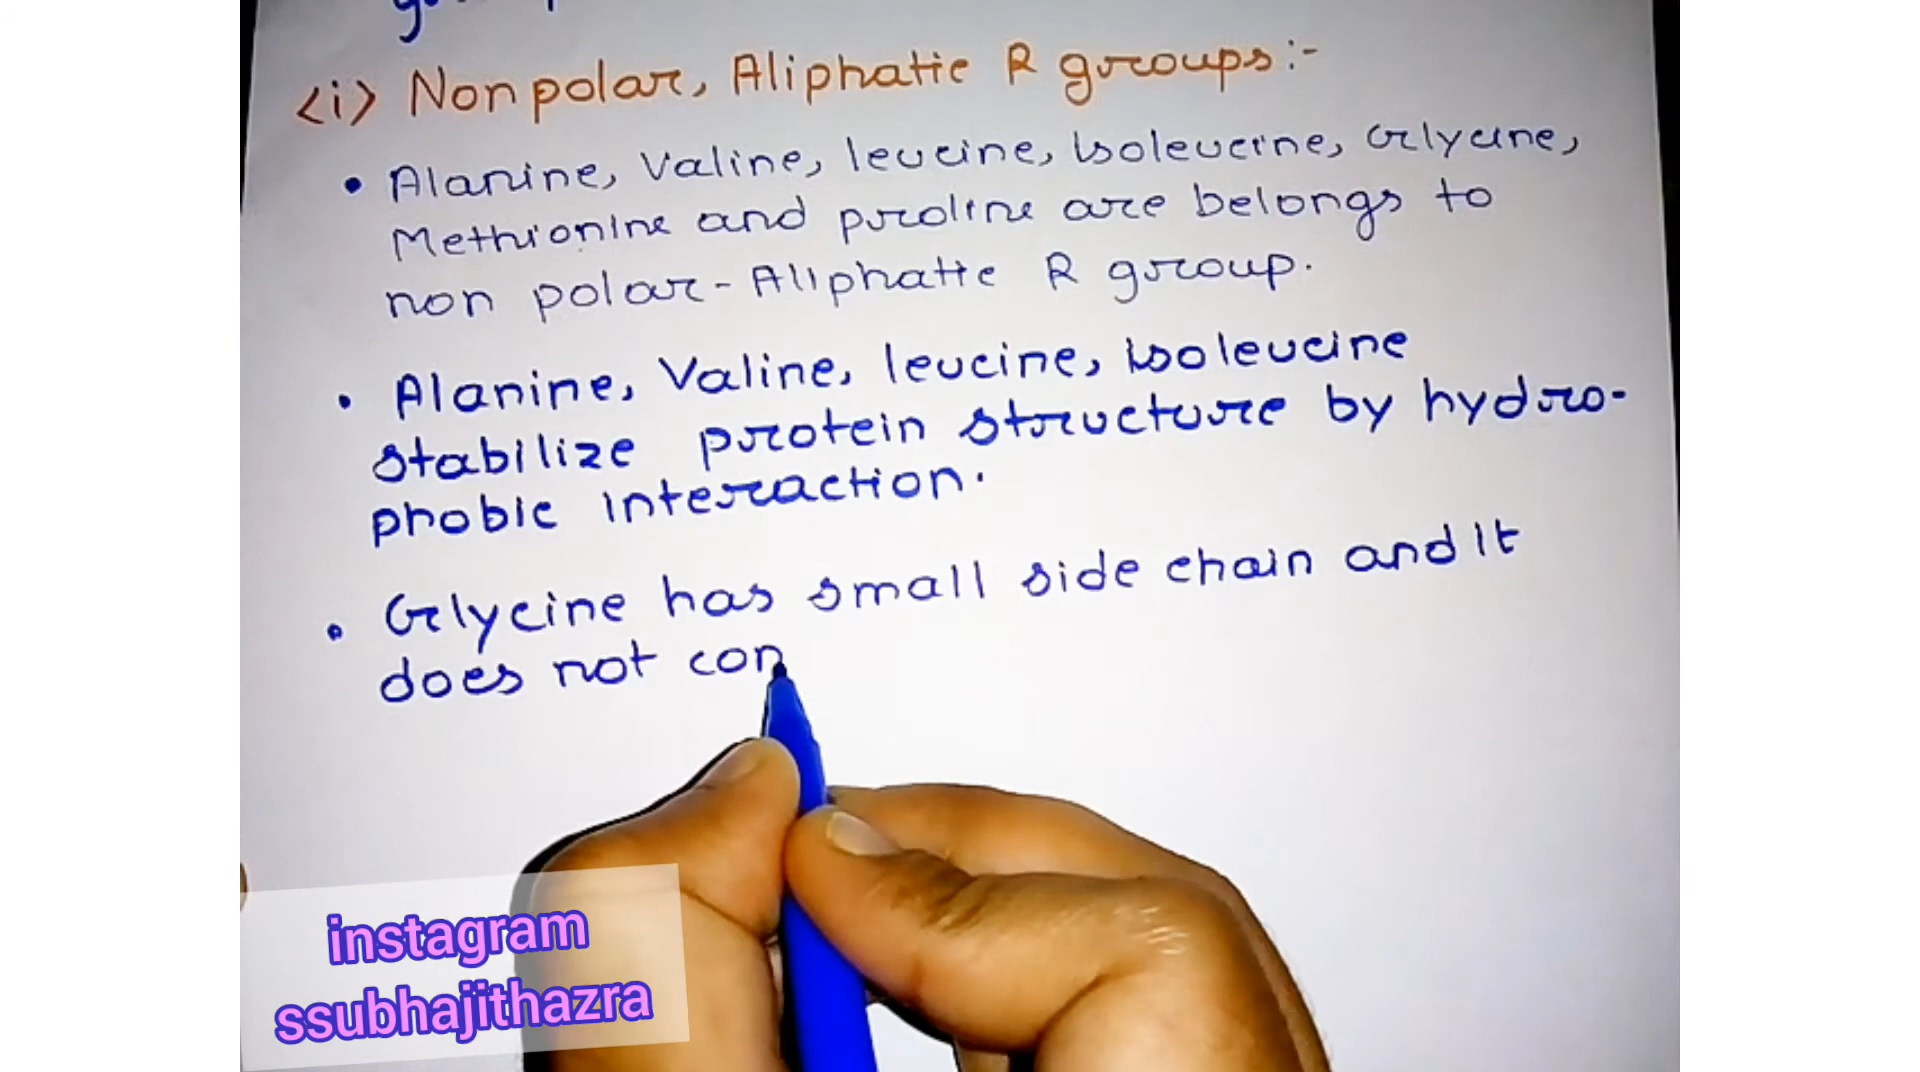 <i> Nonpolar, Aliphatic R groups:-
• Alanine, Valine, leucine, Isoleucine, Glycine,
Methionine and proline are belongs to
non polar-Aliphatic R group.
• Alanine, Valine, leucine, isoleucine
stabilize protein structure by hydro-
phobic interaction.
• Glycine has small side chain and It
does not con
instagram
ssubhajithazra